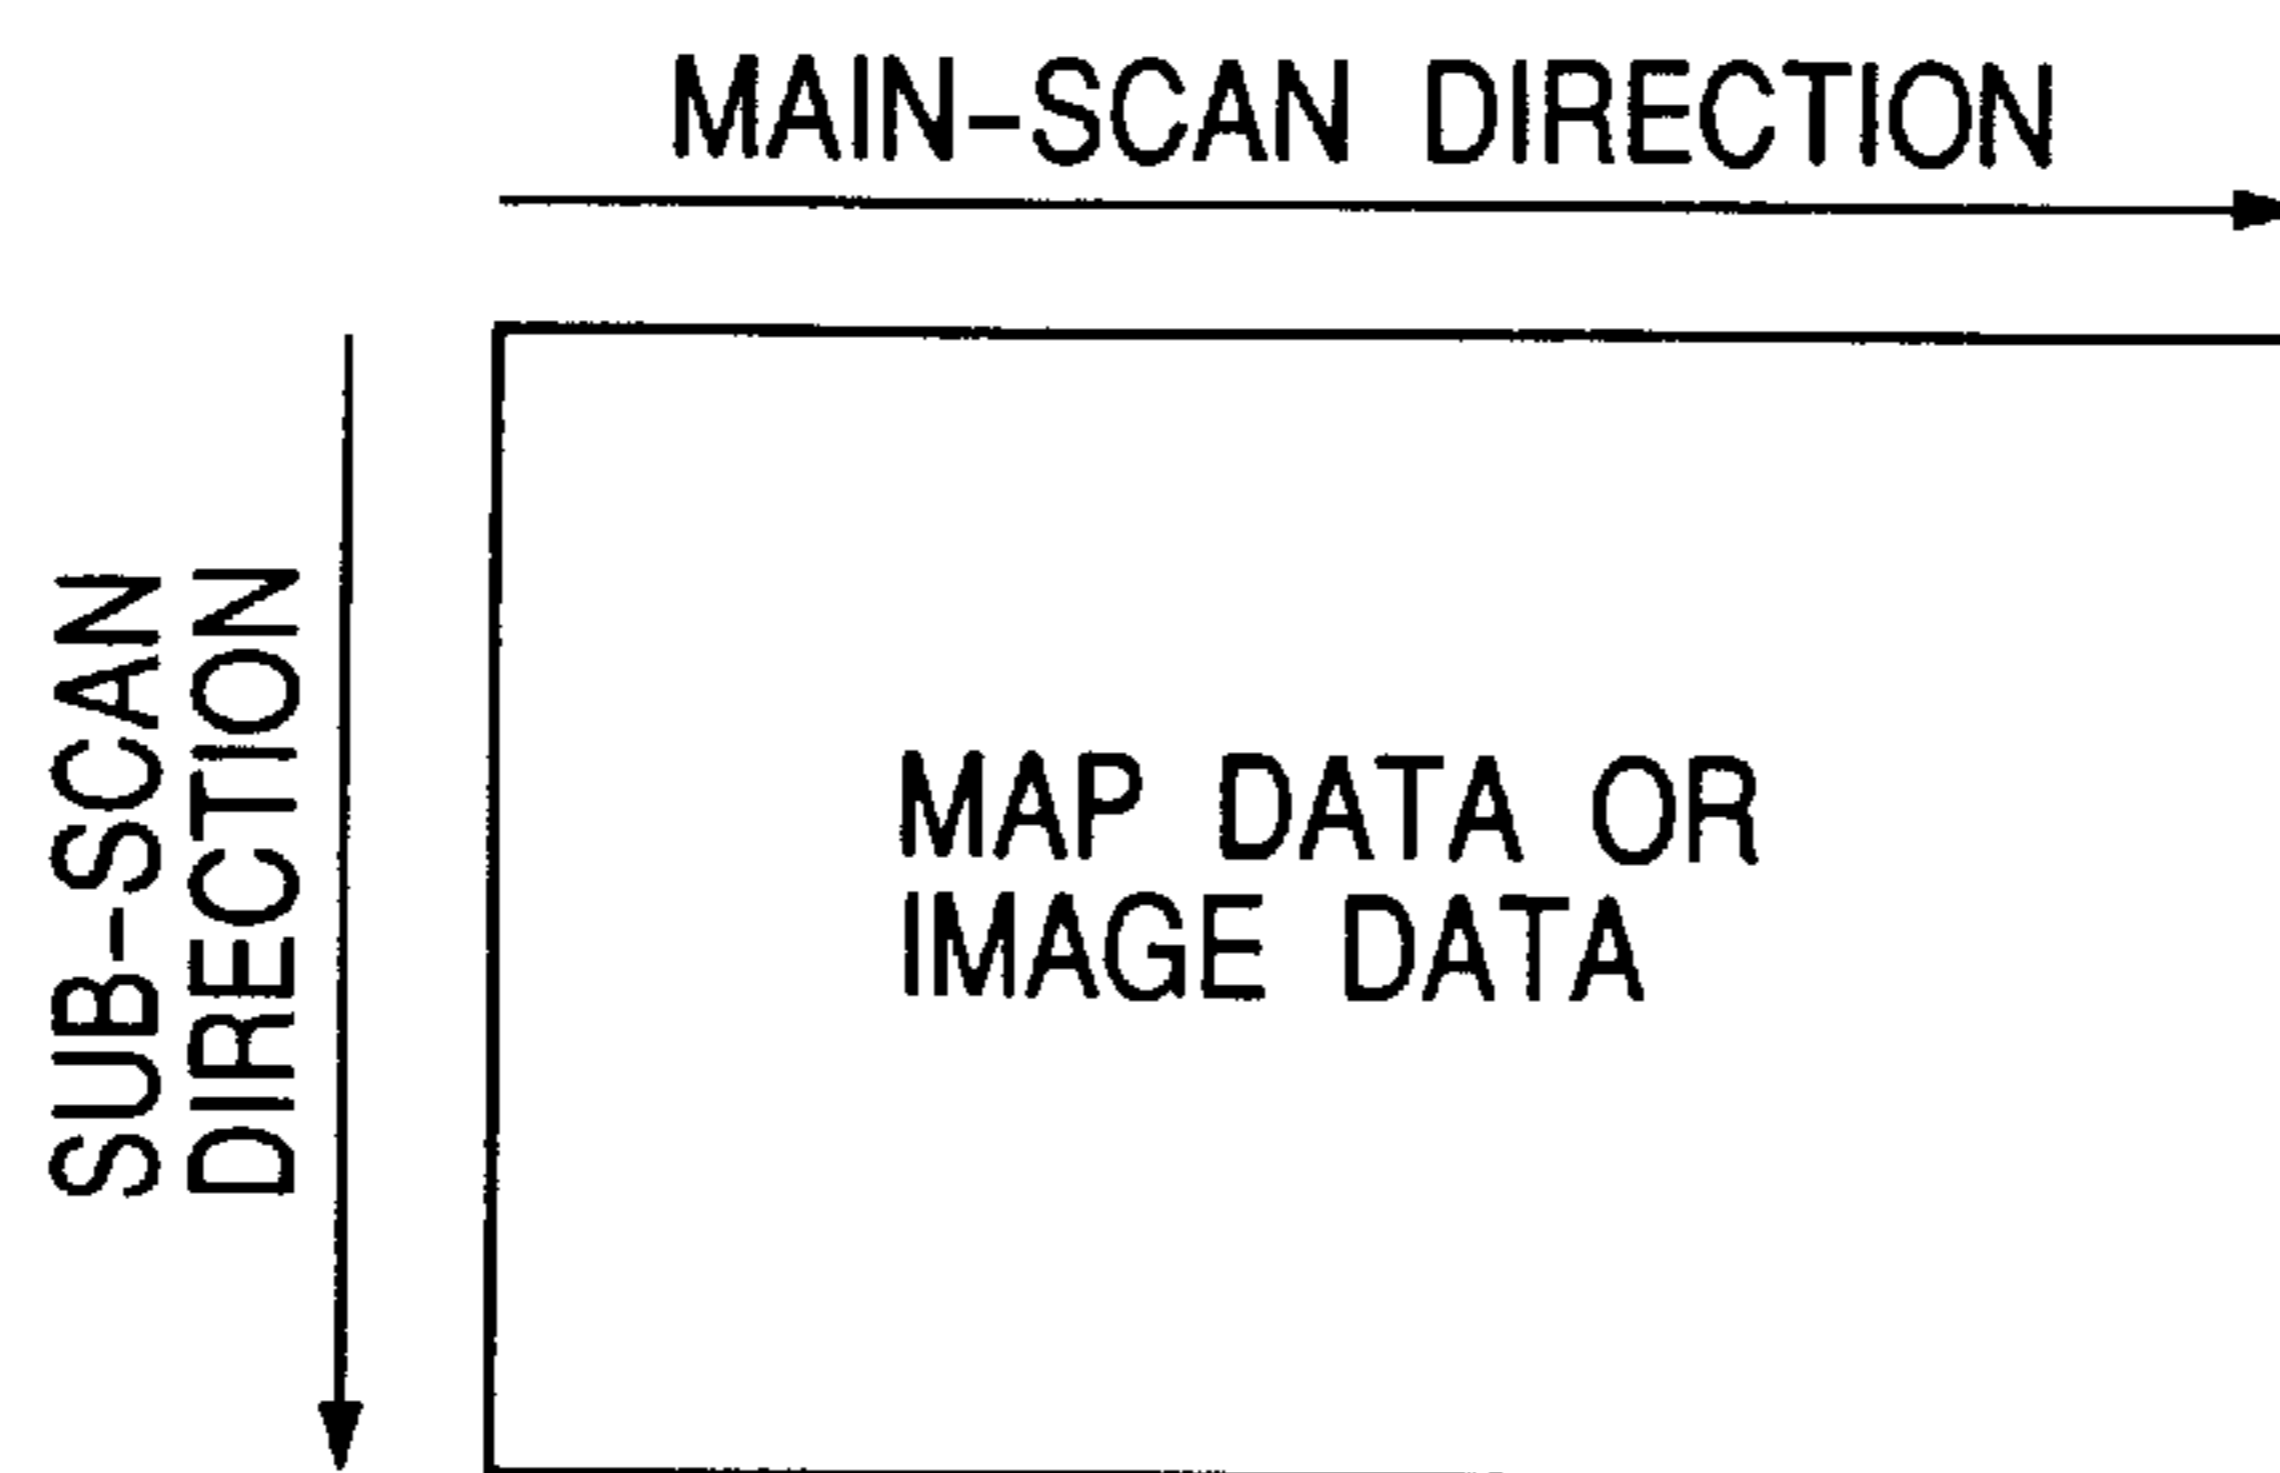 MAIN-SCAN DIRECTION
SUB-SCAN
DIRECTION
MAP DATA OR
IMAGE DATA